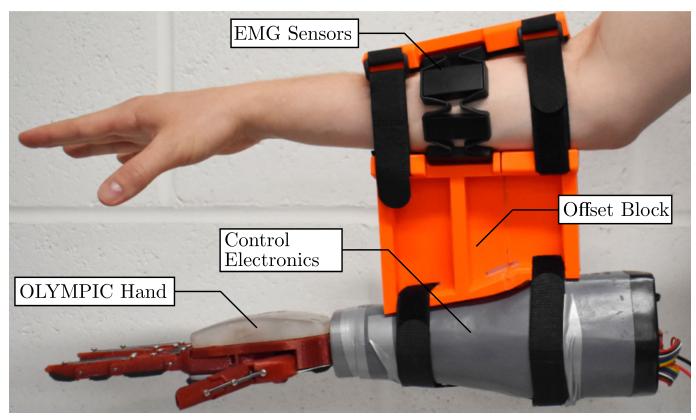 EMG Sensors
Offset Block
Control
Electronics
OLYMPIC Hand